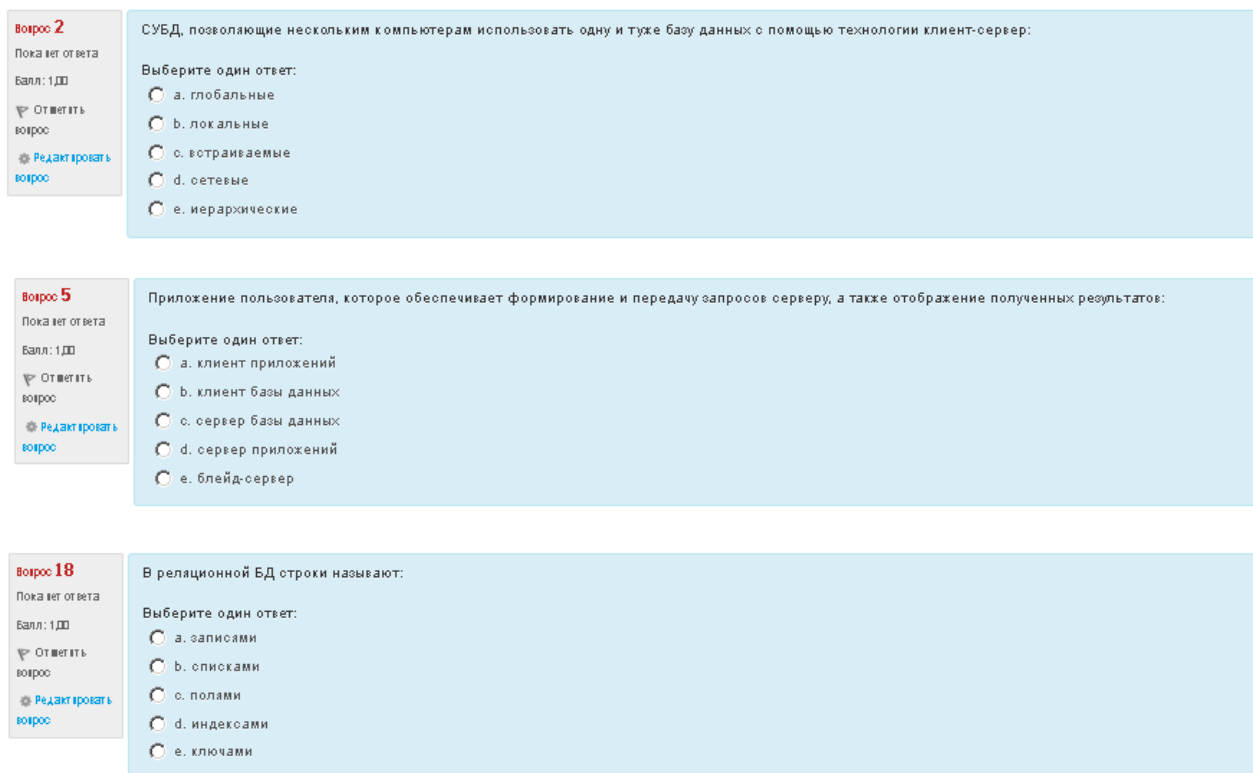 Вопрос 2
Пока нет ответа
Балл: 1,00
Отметить
вопрос
Редактировать
вопрос
СУБД, позволяющие нескольким компьютерам использовать одну и туже базу данных с помощью технологии клиент-сервер:
Выберите один ответ:
a. глобальные
b. локальные
c. встраиваемые
d. сетевые
e. иерархические
Вопрос 5
Пока нет ответа
Балл: 1,00
Отметить
вопрос
Редактировать
вопрос
Приложение пользователя, которое обеспечивает формирование и передачу запросов серверу, а также отображение полученных результатов:
Выберите один ответ:
a. клиент приложений
b. клиент базы данных
c. сервер базы данных
d. сервер приложений
e. блейд-сервер
Вопрос 18
Пока нет ответа
Балл: 1,00
Отметить
вопрос
Редактировать
вопрос
В реляционной БД строки называют:
Выберите один ответ:
a. записами
b. списками
c. полями
d. индексами
e. ключами